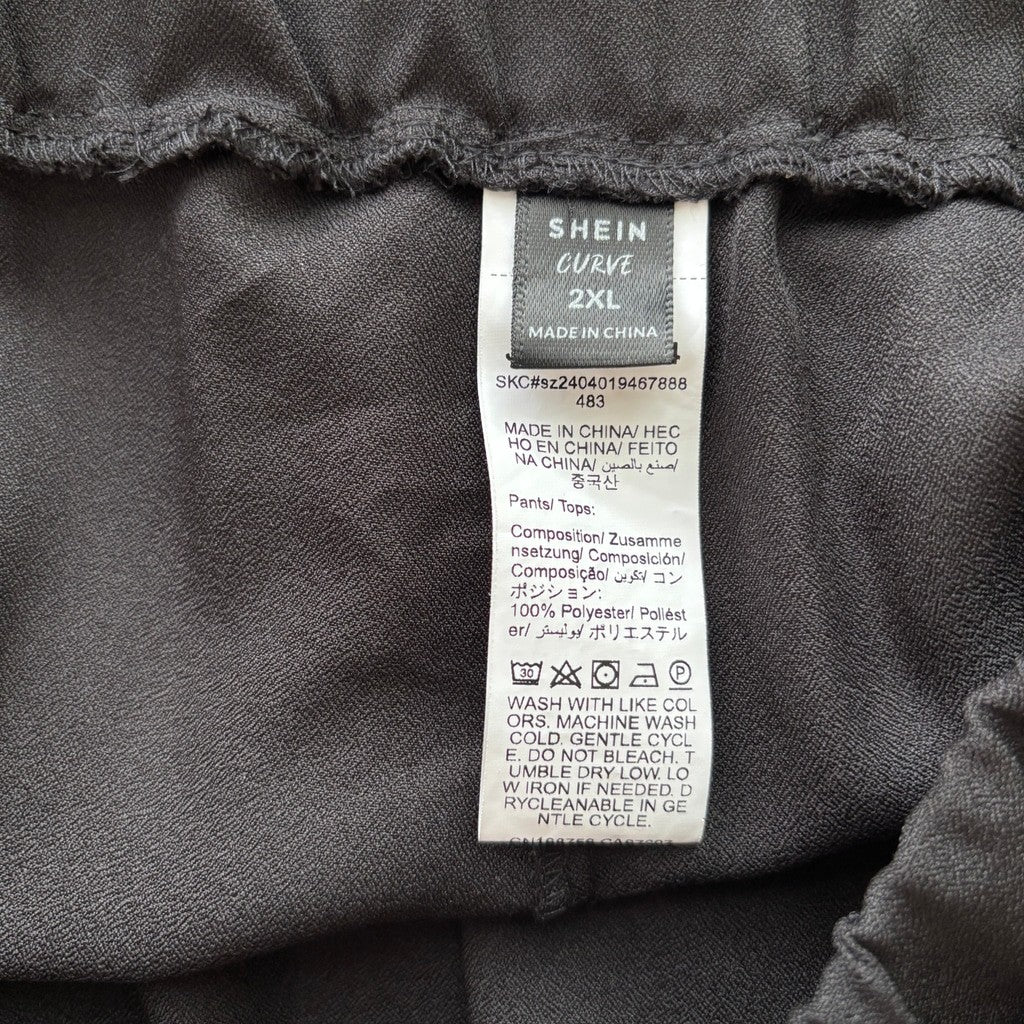 SHEIN
CURVE
2XL
MADE IN CHINA
SKC#sz2404019467888
483
MADE IN CHINA/ HEC
HO EN CHINA/ FEITO
NA CHINA/ صنع بالصين/
중국산
Pants/ Tops:
Composition/ Zusamme
nsetzung/ Composición/
Composição/ تكوين/ コン
ポジション:
100% Polyester/ Poliést
er/ بوليستر/ ポリエステル
30 P
WASH WITH LIKE COL
ORS. MACHINE WASH
COLD. GENTLE CYCL
E. DO NOT BLEACH. T
UMBLE DRY LOW. LO
W IRON IF NEEDED. D
RYCLEANABLE IN GE
NTLE CYCLE.